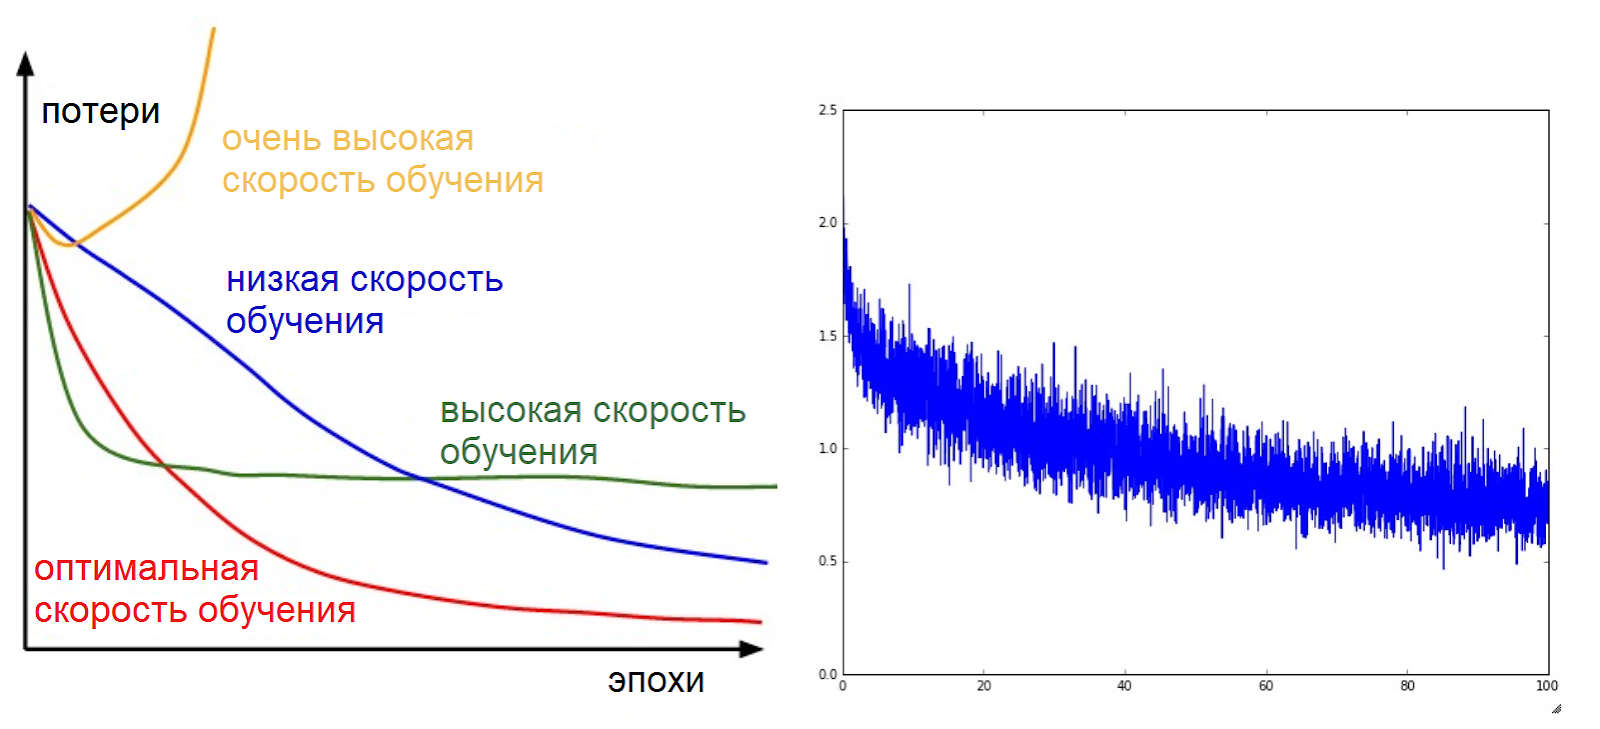 потери
очень высокая
скорость обучения
низкая скорость
обучения
высокая скорость
обучения
оптимальная
скорость обучения
эпохи
2.5
2.0
1.5
1.0
0.5
0.0
0 20 40 60 80 100